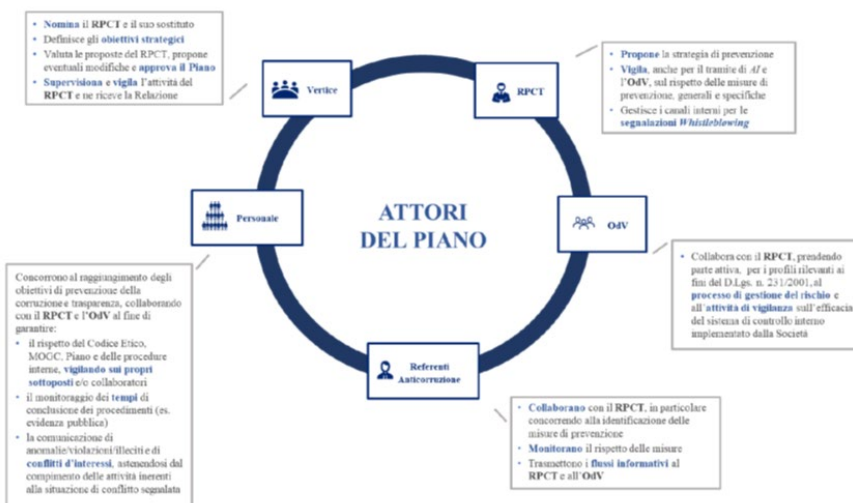 • Nomina il RPCT e il suo sostituto
• Definisce gli obiettivi strategici
• Valuta le proposte del RPCT, propone
eventuali modifiche e approva il Piano
• Supervisiona e vigila l'attività del
RPCT e ne riceve la Relazione
Vertice
RPCT
• Propone la strategia di prevenzione
• Vigila, anche per il tramite di AI e
l'OdV, sul rispetto delle misure di
prevenzione, generali e specifiche
• Gestisce i canali interni per le
segnalazioni Whistleblowing
Personale
ATTORI
DEL PIANO
OdV
• Collabora con il RPCT, prendendo
parte attiva, per i profili rilevanti ai
fini del D.Lgs. n. 231/2001, al
processo di gestione del rischio e
all'attività di vigilanza sull'efficacia
del sistema di controllo interno
implementato dalla Società
Concorrono al raggiungimento degli
obiettivi di prevenzione della
corruzione e trasparenza, collaborando
con il RPCT e l'OdV al fine di
garantire:
• il rispetto del Codice Etico,
MOGC, Piano e delle procedure
interne, vigilando sui propri
sottoposti e/o collaboratori
• il monitoraggio dei tempi di
conclusione dei procedimenti (es.
evidenza pubblica)
• la comunicazione di
anomalie/violazioni/illeciti e di
conflitti d'interessi, astenendosi dal
compimento delle attività inerenti
alla situazione di conflitto segnalata
Referenti
Anticorruzione
• Collaborano con il RPCT, in particolare
concorrendo alla identificazione delle
misure di prevenzione
• Monitorano il rispetto delle misure
• Trasmettono i flussi informativi al
RPCT e all'OdV